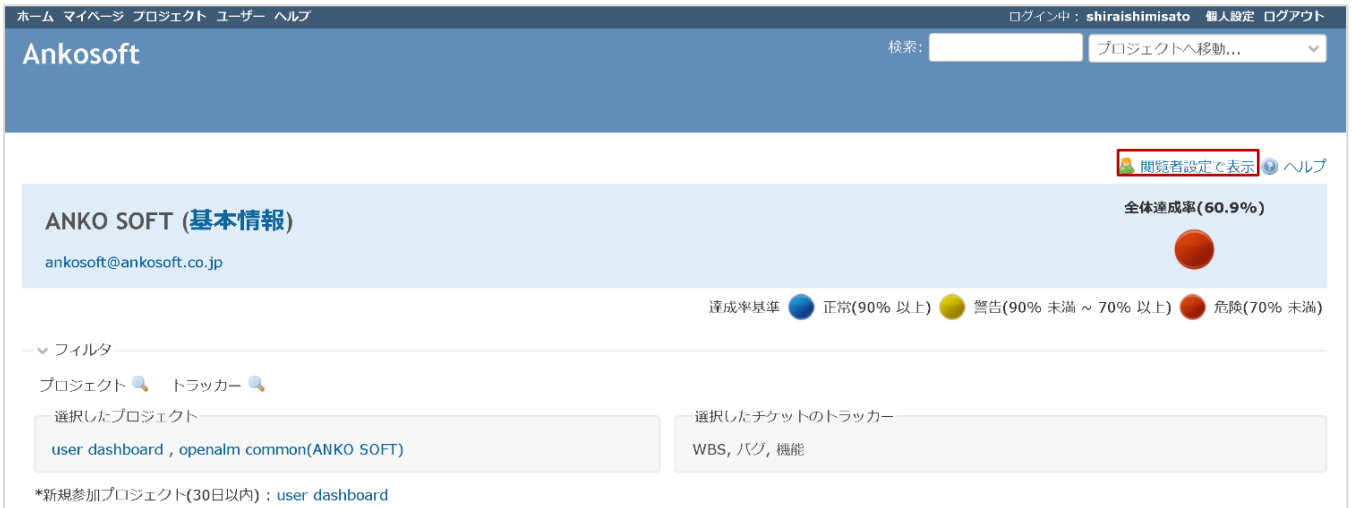 ホーム マイページ プロジェクト ユーザー ヘルプ ログイン中 : shiraishimisato 個人設定 ログアウト
Ankosoft 検索: プロジェクトへ移動...
閲覧者設定で表示 ヘルプ
ANKO SOFT (基本情報) 全体達成率(60.9%)
ankosoft@ankosoft.co.jp
達成率基準 正常(90% 以上) 警告(90% 未満 ~ 70% 以上) 危険(70% 未満)
フィルタ
プロジェクト トラッカー
選択したプロジェクト
user dashboard , openalm common(ANKO SOFT)
選択したチケットのトラッカー
WBS, バグ, 機能
*新規参加プロジェクト(30日以内) : user dashboard